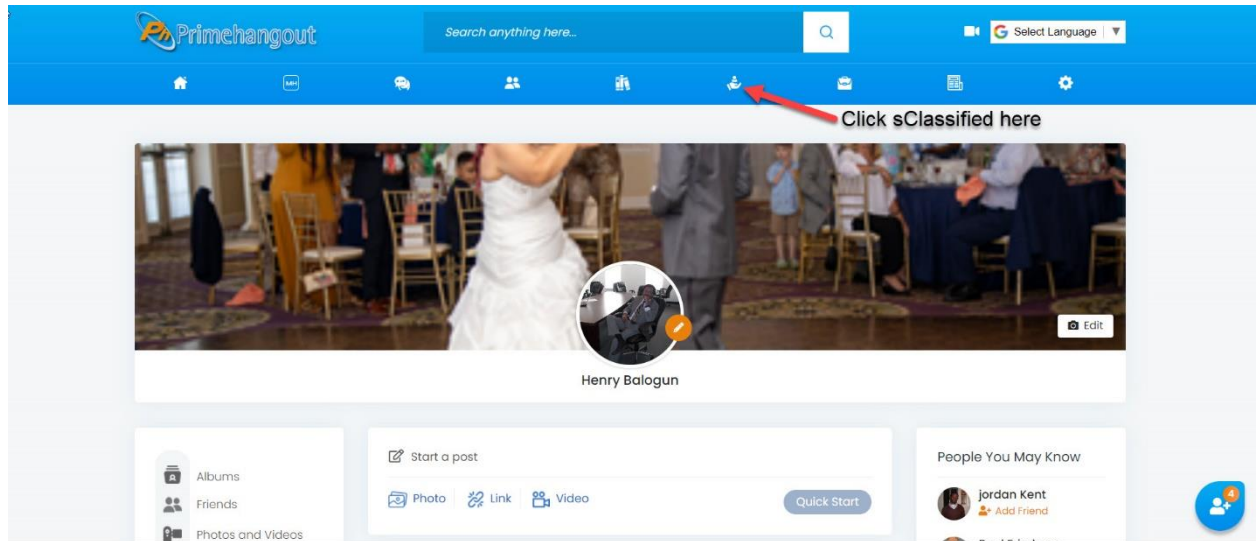 Primehangout
Search anything here...
Select Language
MH
Click sClassified here
Edit
Henry Balogun
Albums
Friends
Photos and Videos
Start a post
Photo Link Video
Quick Start
People You May Know
jordan Kent
Add Friend
4